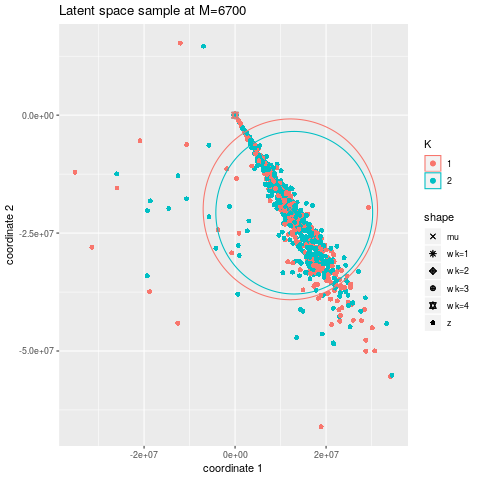 Latent space sample at M=6700
0.0e+00
-2.5e+07
-5.0e+07
coordinate 2
-2e+07
0e+00
2e+07
coordinate 1
K
1
2
shape
mu
w k=1
w k=2
w k=3
w k=4
z